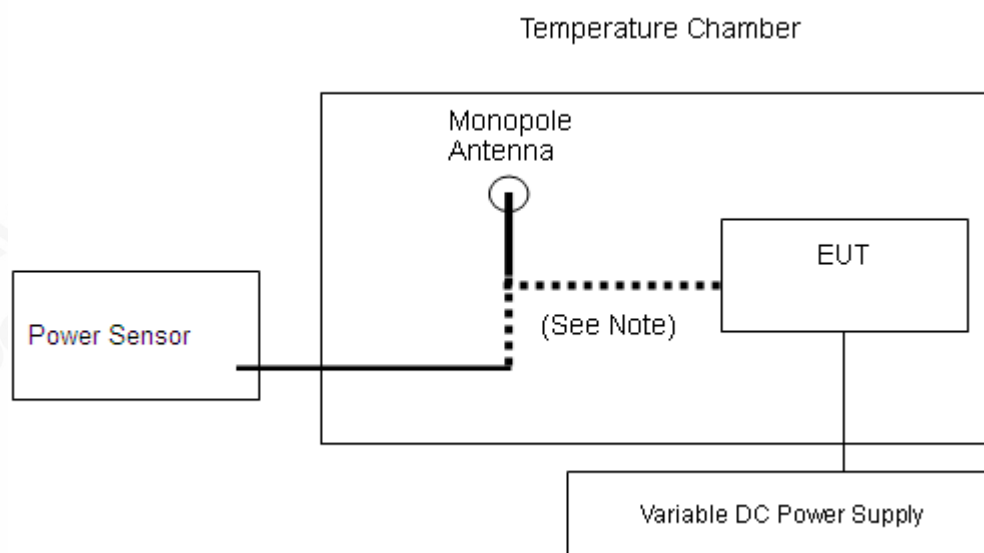 Temperature Chamber
Monopole
Antenna
EUT
(See Note)
Power Sensor
Variable DC Power Supply